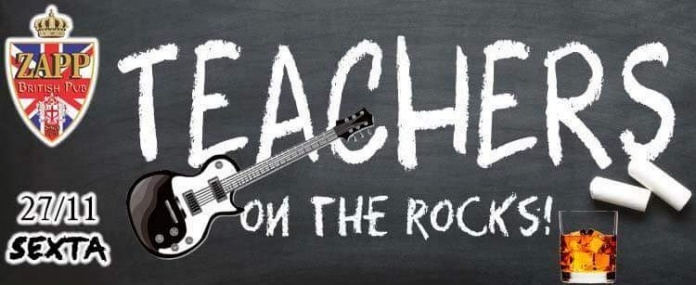 ZAPP
BRITISH PUB
TEACHERS
ON THE ROCKS!
27/11
SEXTA